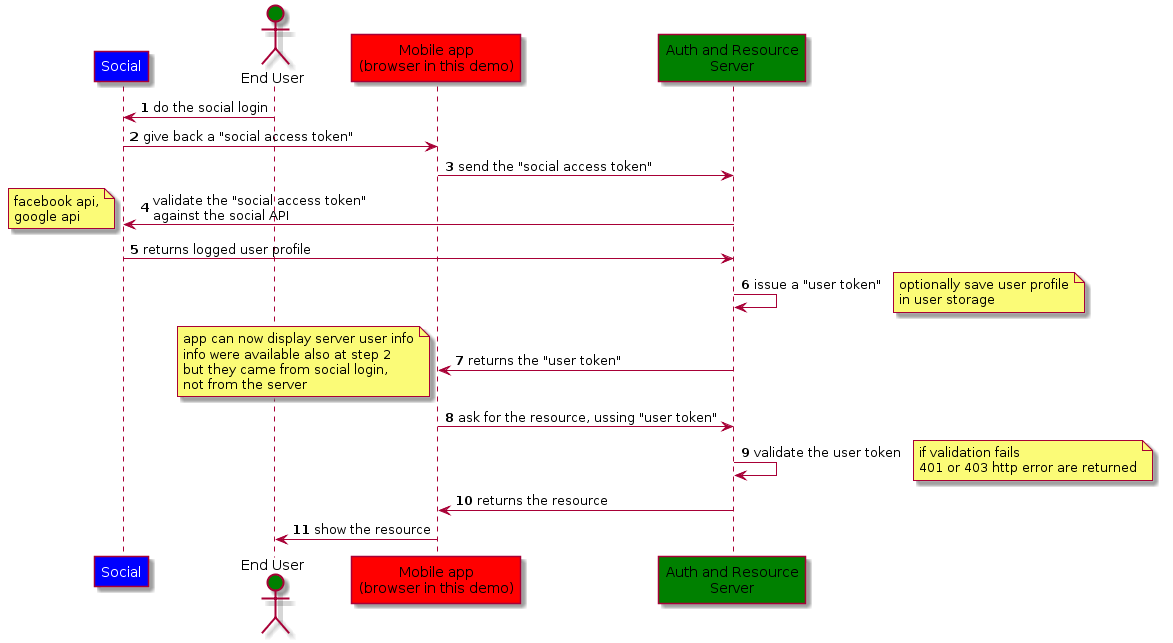 Social
End User
Mobile app
(browser in this demo)
Auth and Resource
Server
1 do the social login
2 give back a "social access token"
3 send the "social access token"
facebook api,
google api
4 validate the "social access token"
against the social API
5 returns logged user profile
6 issue a "user token"
optionally save user profile
in user storage
app can now display server user info
info were available also at step 2
but they came from social login,
not from the server
7 returns the "user token"
8 ask for the resource, ussing "user token"
9 validate the user token
if validation fails
401 or 403 http error are returned
10 returns the resource
11 show the resource
Social
End User
Mobile app
(browser in this demo)
Auth and Resource
Server